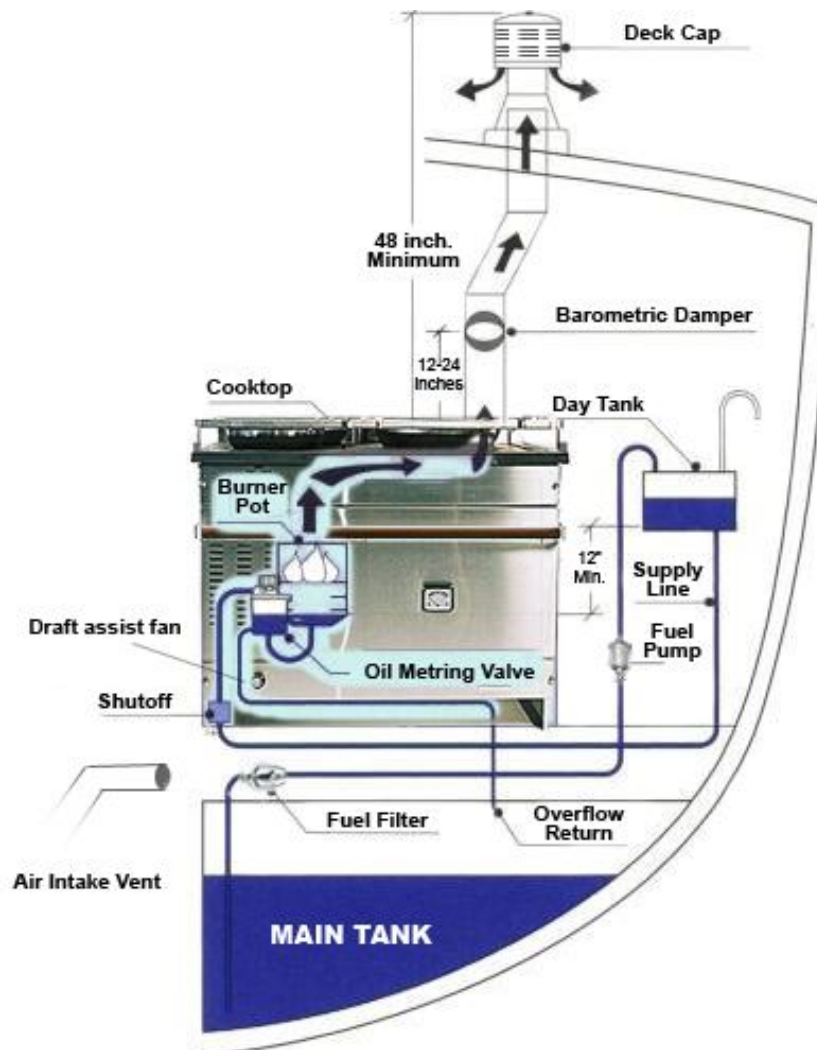 Deck Cap
48 inch.
Minimum
Barometric Damper
12-24
Inches
Cooktop
Day Tank
Burner
Pot
12"
Min.
Supply
Line
Draft assist fan
Fuel
Pump
Oil Metring Valve
Shutoff
Fuel Filter
Overflow
Return
Air Intake Vent
MAIN TANK